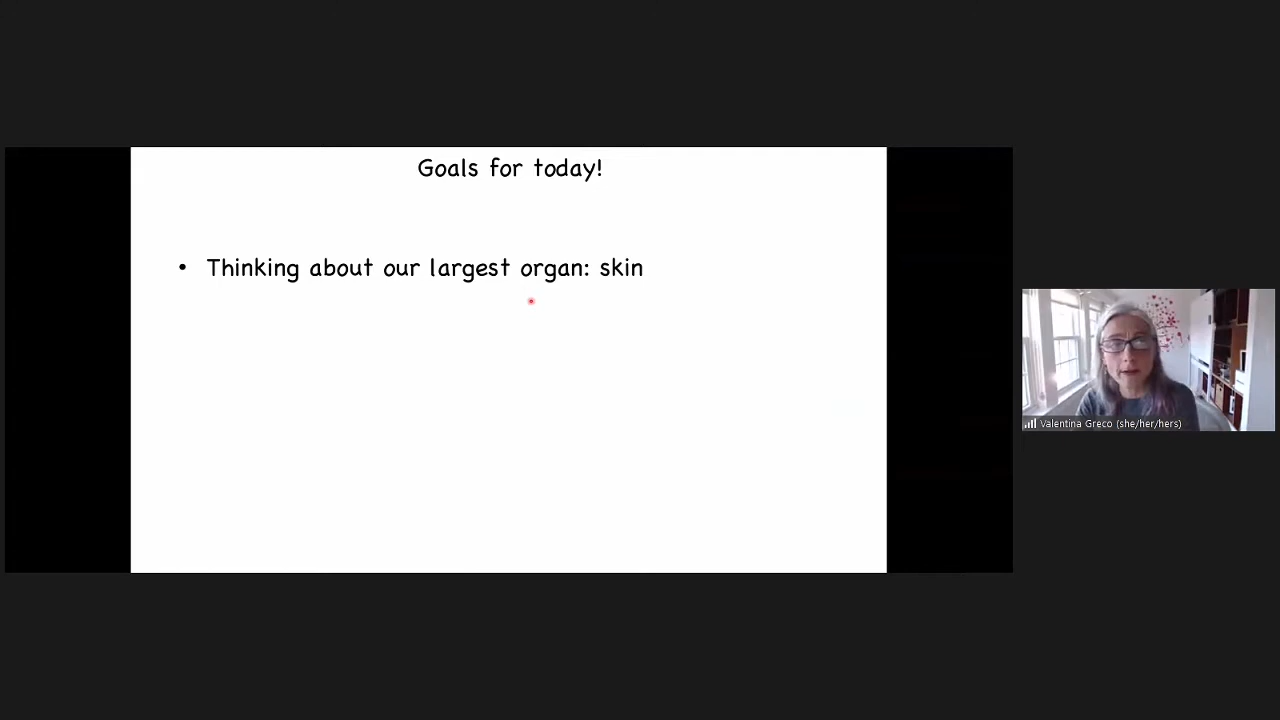 Goals for today!
• Thinking about our largest organ: skin
Valentina Greco (she/her/hers)